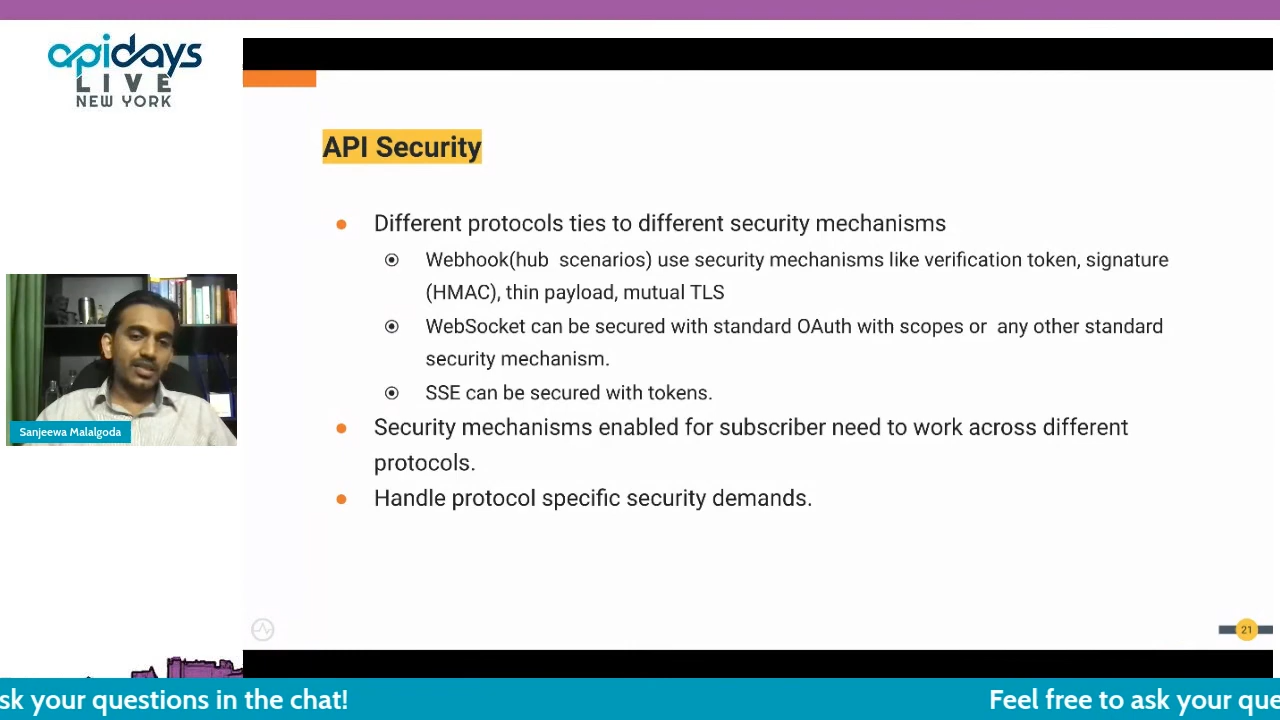 apidays
LIVE
NEW YORK
API Security
Different protocols ties to different security mechanisms
Webhook(hub scenarios) use security mechanisms like verification token, signature
(HMAC), thin payload, mutual TLS
WebSocket can be secured with standard OAuth with scopes or any other standard
security mechanism.
SSE can be secured with tokens.
Security mechanisms enabled for subscriber need to work across different
protocols.
Handle protocol specific security demands.
Sanjeewa Malalgoda
21
sk your questions in the chat!
Feel free to ask your que